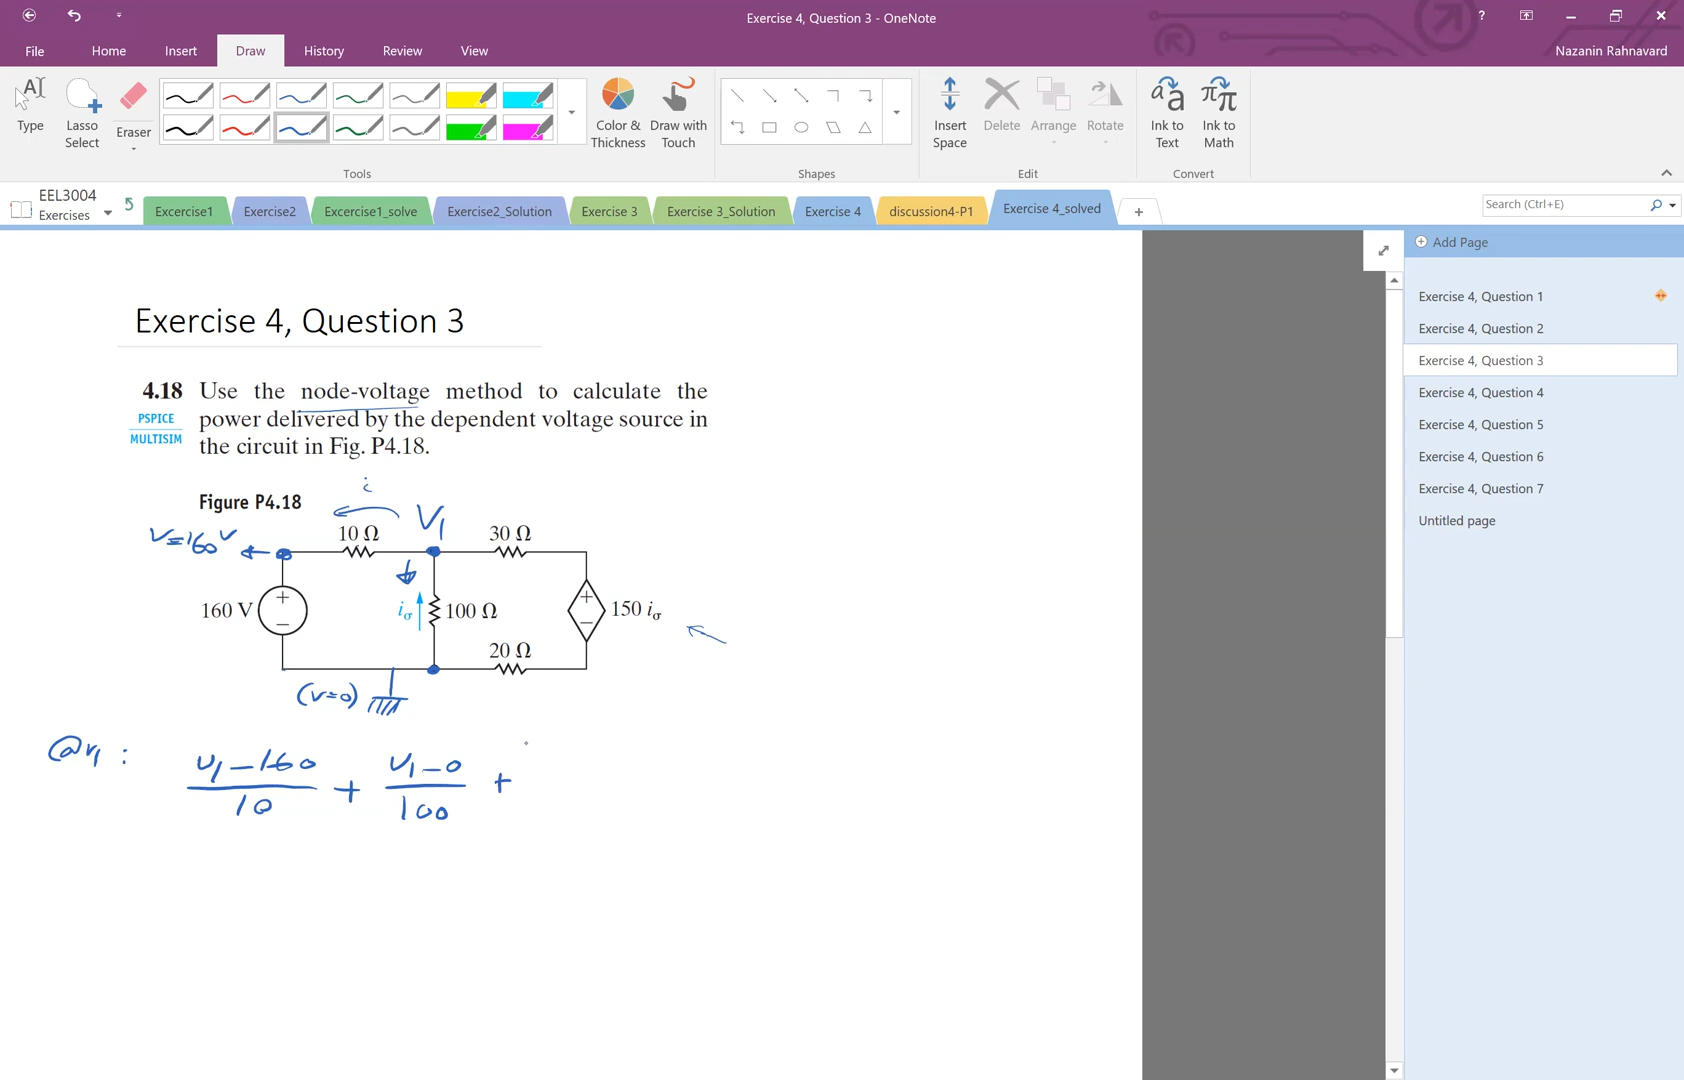 Exercise 4, Question 3 - OneNote
?
File Home Insert Draw History Review View
Nazanin Rahnavard
Type
Lasso Select
Eraser
Color & Thickness
Draw with Touch
Insert Space
Delete
Arrange
Rotate
Ink to Text
Ink to Math
Tools
Shapes
Edit
Convert
EEL3004
Exercises
Excercise1
Exercise2
Excercise1_solve
Exercise2_Solution
Exercise 3
Exercise 3_Solution
Exercise 4
discussion4-P1
Exercise 4_solved
+
Search (Ctrl+E)
Add Page
Exercise 4, Question 1
Exercise 4, Question 2
Exercise 4, Question 3
Exercise 4, Question 4
Exercise 4, Question 5
Exercise 4, Question 6
Exercise 4, Question 7
Untitled page
Exercise 4, Question 3
4.18 Use the node-voltage method to calculate the
PSPICE power delivered by the dependent voltage source in
MULTISIM the circuit in Fig. P4.18.
i
Figure P4.18
V1
V=160V
10 Ω
30 Ω
160 V
+
−
iσ
100 Ω
+
−
150 iσ
20 Ω
(V=0)
@V1 :
V1 − 160 / 10 + V1 − 0 / 100 +